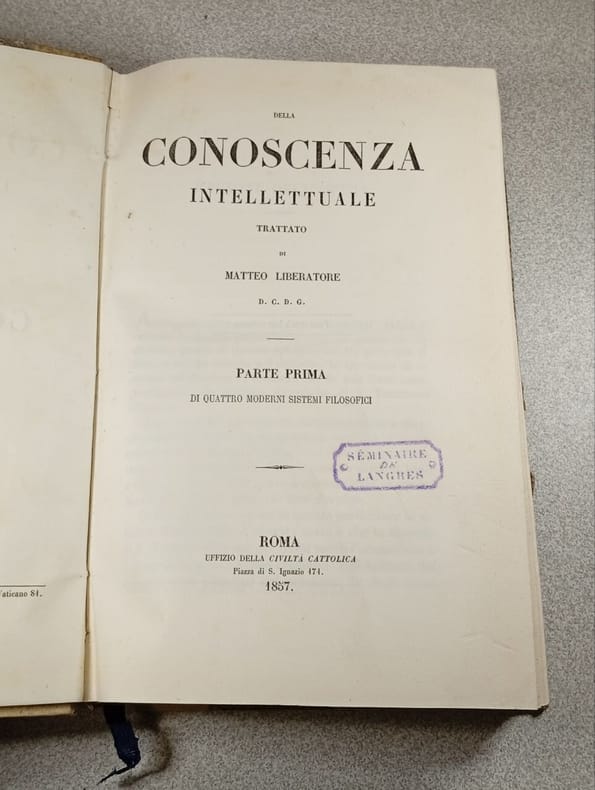 DELLA
CONOSCENZA
INTELLETTUALE
TRATTATO
DI
MATTEO LIBERATORE
D. C. D. G.
PARTE PRIMA
DI QUATTRO MODERNI SISTEMI FILOSOFICI
SÉMINAIRE
DE
LANGRES
ROMA
UFFIZIO DELLA CIVILTÀ CATTOLICA
Piazza di S. Ignazio 171.
1857.
Vaticano 81.